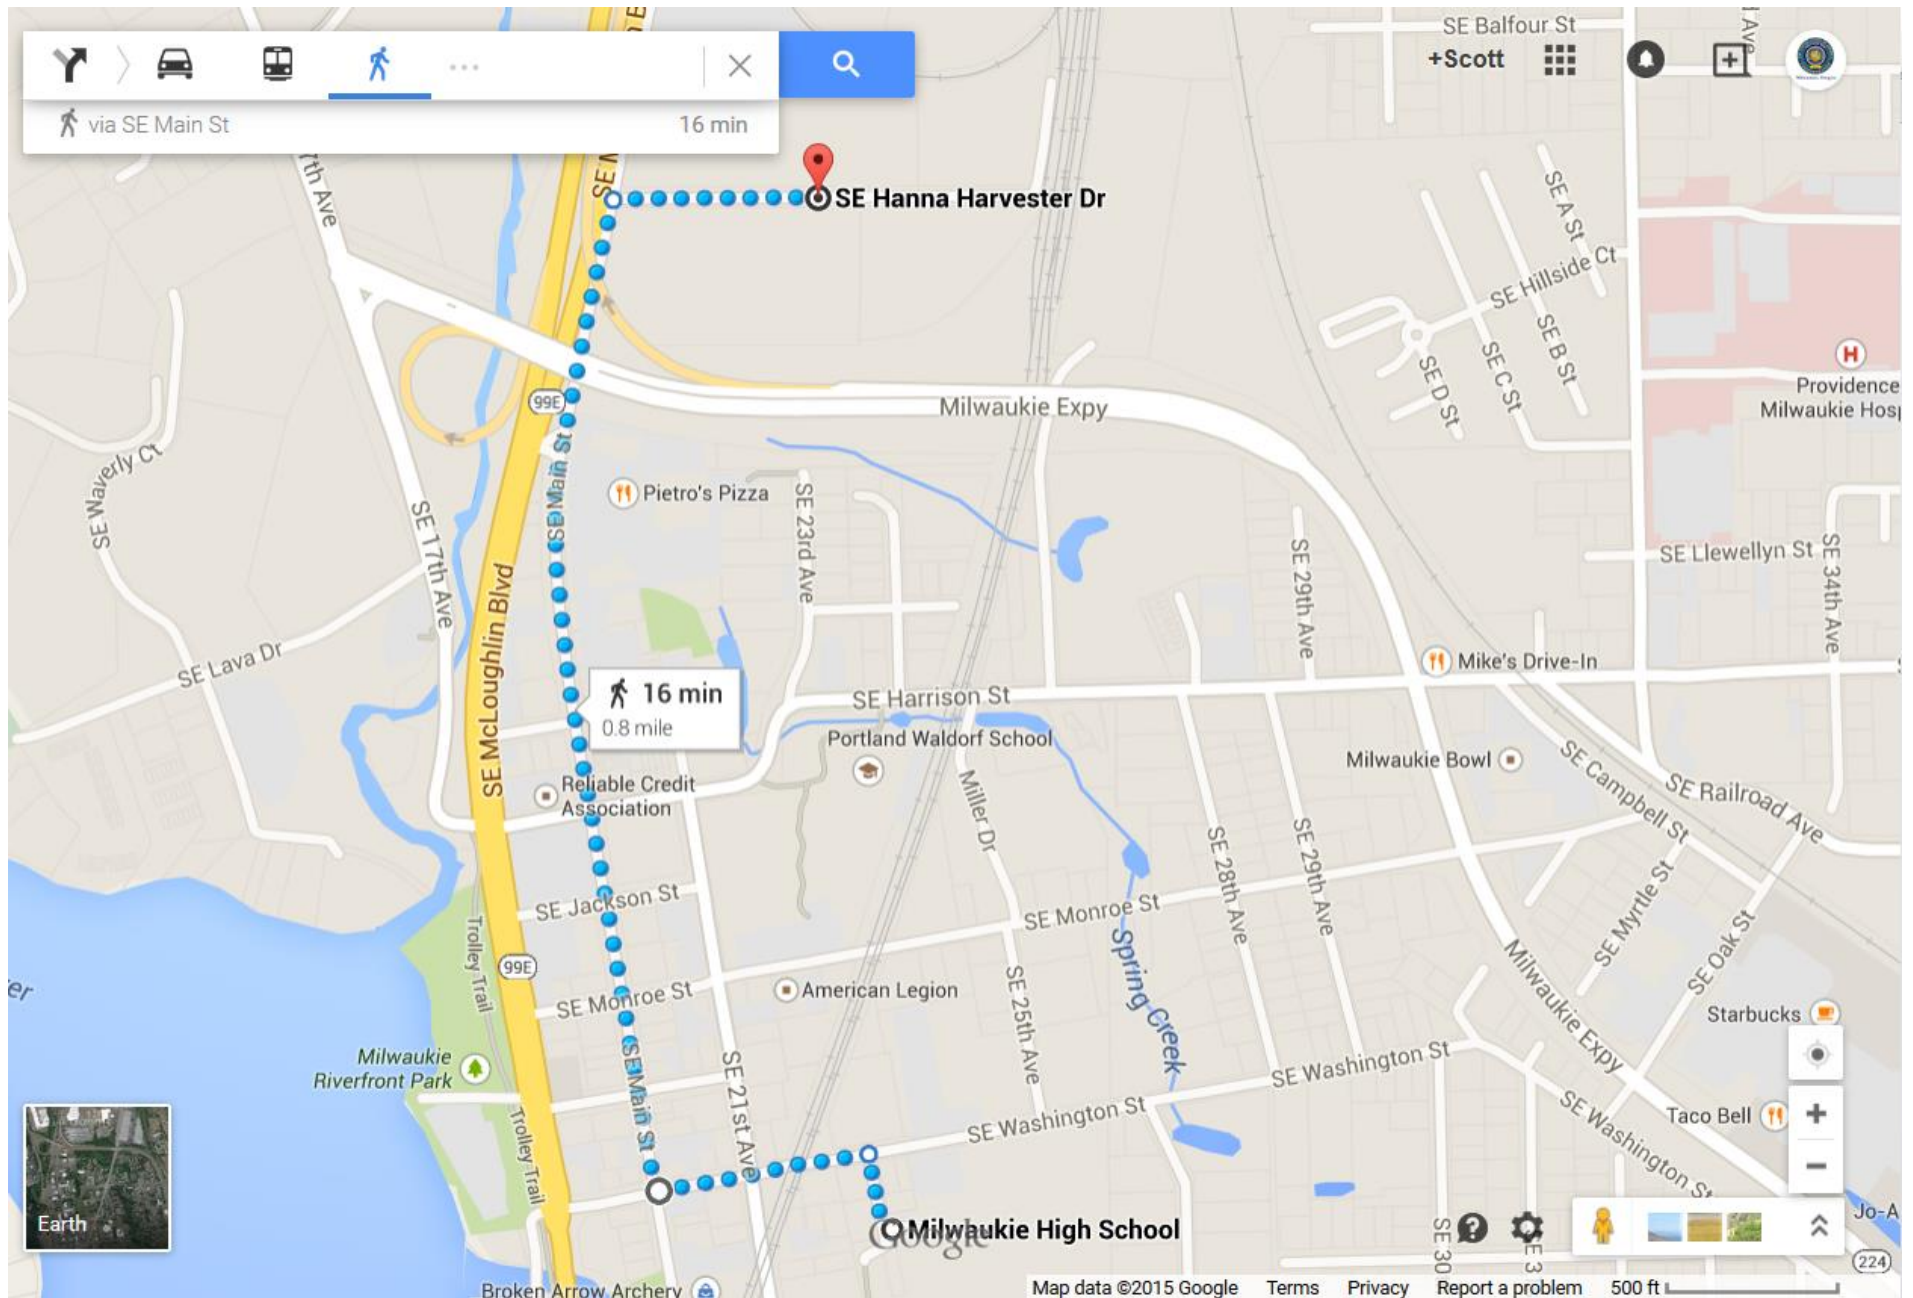 SE Balfour St
+Scott
via SE Main St
16 min
SE Hanna Harvester Dr
SE A St
SE Hillside Ct
SE B St
SE C St
SE D St
H
Providence
99E
Milwaukie Expy
SE Main St
SE Waverly Ct
Pietro's Pizza
SE 23rd Ave
SE 17th Ave
SE 29th Ave
SE Llewellyn St
SE 34th Ave
SE McLoughlin Blvd
SE Lava Dr
Mike's Drive-In
16 min
0.8 mile
SE Harrison St
Portland Waldorf School
Milwaukie Bowl
SE Campbell St
SE Railroad Ave
Reliable Credit
Association
Miller Dr
SE 28th Ave
SE 29th Ave
SE Myrtle St
SE Oak St
SE Jackson St
SE Monroe St
Trolley Trail
99E
SE Monroe St
American Legion
SE 25th Ave
Spring Creek
Milwaukie Expy
Starbucks
Milwaukie
Riverfront Park
SE Main St
SE 21st Ave
SE Washington St
SE Washington St
SE Washington St
Taco Bell
Trolley Trail
Earth
Milwaukie High School
Google
SE 30
Jo-A
224
Broken Arrow Archery
Map data ©2015 Google
Terms
Privacy
Report a problem
500 ft